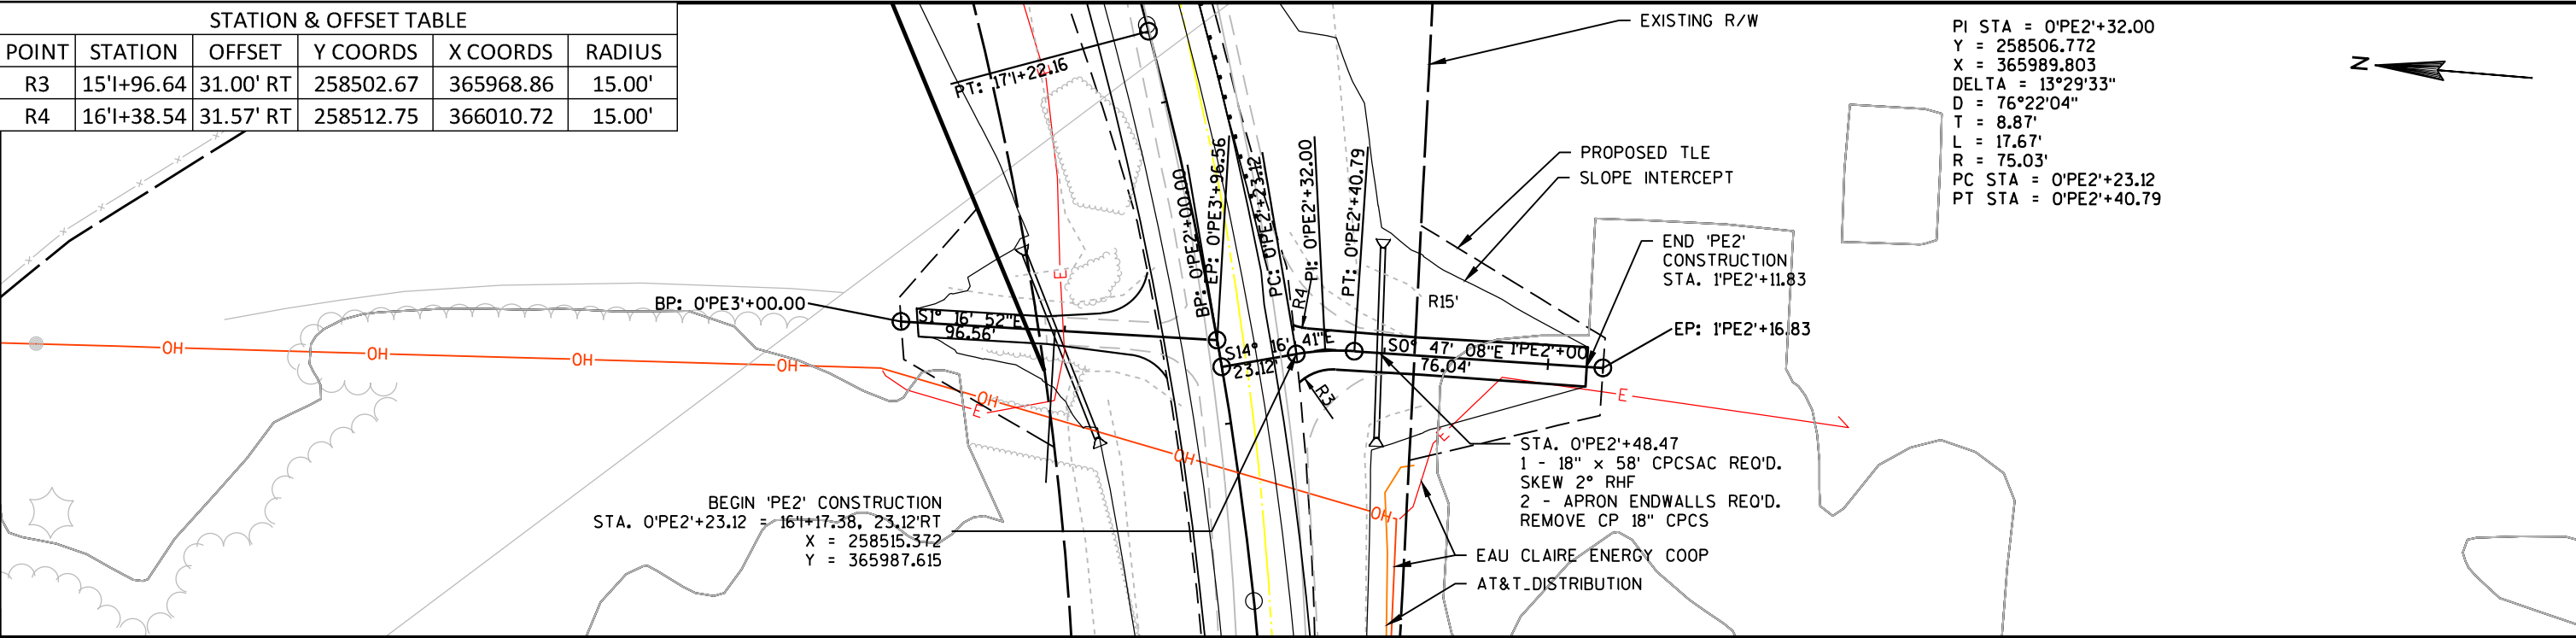 STATION & OFFSET TABLE
POINT STATION OFFSET Y COORDS X COORDS RADIUS
R3 15'I+96.64 31.00' RT 258502.67 365968.86 15.00'
R4 16'I+38.54 31.57' RT 258512.75 366010.72 15.00'
PT: 17'I+22.16
EXISTING R/W
PI STA = 0'PE2'+32.00
Y = 258506.772
X = 365989.803
DELTA = 13°29'33"
D = 76°22'04"
T = 8.87'
L = 17.67'
R = 75.03'
PC STA = 0'PE2'+23.12
PT STA = 0'PE2'+40.79
N
PROPOSED TLE
SLOPE INTERCEPT
BP: 0'PE2'+00.00
EP: 0'PE3'+96.56
PC: 0'PE2'+23.12
PI: 0'PE2'+32.00
PT: 0'PE2'+40.79
END 'PE2'
CONSTRUCTION
STA. 1'PE2'+11.83
E
E
BP: 0'PE3'+00.00
R4
R15'
EP: 1'PE2'+16.83
S1° 16' 52"E
96.56'
S14° 16' 41"E
23.12'
S0° 47' 08"E
76.04'
1'PE2'+00
R3
OH
OH
OH
OH
OH
OH
OH
E
E
E
STA. 0'PE2'+48.47
1 - 18" x 58' CPCSAC REQ'D.
SKEW 2° RHF
2 - APRON ENDWALLS REQ'D.
REMOVE CP 18" CPCS
BEGIN 'PE2' CONSTRUCTION
STA. 0'PE2'+23.12 = 16'I+17.38, 23.12'RT
X = 258515.372
Y = 365987.615
EAU CLAIRE ENERGY COOP
AT&T_DISTRIBUTION